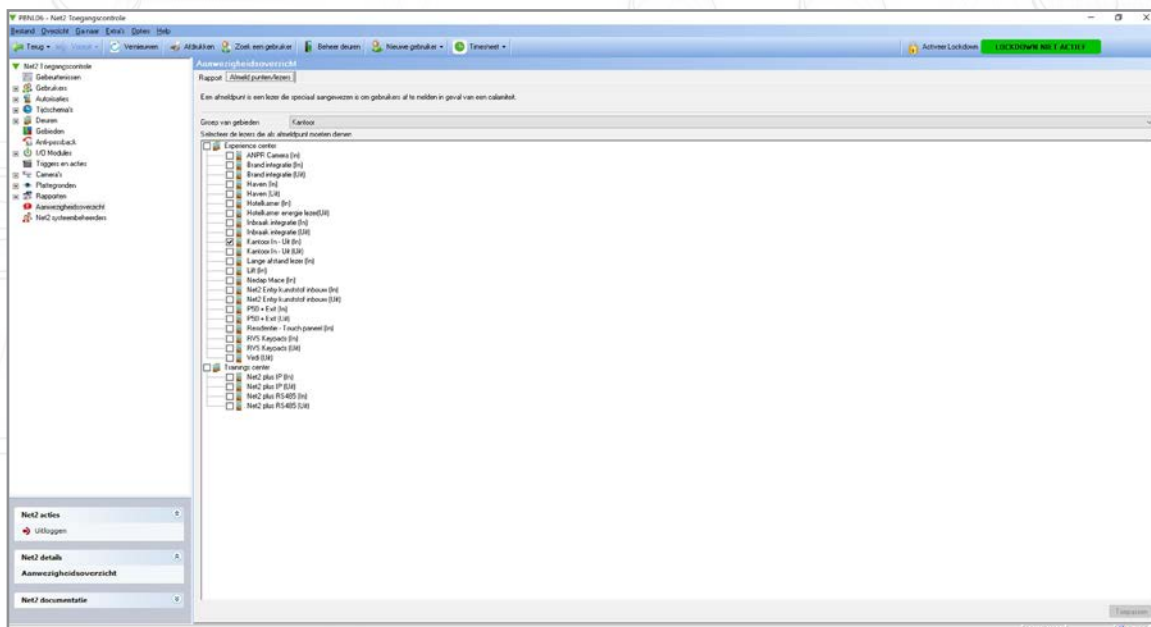 PBNL06 - Net2 Toegangscontrole
Bestand Overzicht Ga naar Extra's Opties Help
Terug Vooruit Vernieuwen Afdrukken Zoek een gebruiker Beheer deuren Nieuwe gebruiker Timesheet Activeer Lockdown LOCKDOWN NIET ACTIEF
Net2 Toegangscontrole
Gebeurtenissen
Gebruikers
Autorisaties
Tijdschema's
Deuren
Gebieden
Anti-passback
I/O Modules
Triggers en acties
Camera's
Plattegronden
Rapporten
Aanwezigheidsoverzicht
Net2 systeembeheerders
Net2 acties
Uitloggen
Net2 details
Aanwezigheidsoverzicht
Net2 documentatie
Aanwezigheidsoverzicht
Rapport Afmeld punten/lezers
Een afmeldpunt is een lezer die speciaal aangewezen is om gebruikers af te melden in geval van een calamiteit.
Groep van gebieden Kantoor
Selecteer de lezers die als afmeldpunt moeten dienen
Experience center
ANPR Camera (In)
Brand integratie (In)
Brand integratie (Uit)
Haven (In)
Haven (Uit)
Hotelkamer (In)
Hotelkamer energie lezer(Uit)
Inbraak integratie (In)
Inbraak integratie (Uit)
Kantoor In - Uit (In)
Kantoor In - Uit (Uit)
Lange afstand lezer (In)
Lift (In)
Nedap Mace (In)
Net2 Entry kunststof inbouw (In)
Net2 Entry kunststof inbouw (Uit)
P50 + Exit (In)
P50 + Exit (Uit)
Residentie - Touch paneel (In)
RVS Keypads (In)
RVS Keypads (Uit)
Verdi (Uit)
Trainings center
Net2 plus IP (In)
Net2 plus IP (Uit)
Net2 plus RS485 (In)
Net2 plus RS485 (Uit)
Toepassen